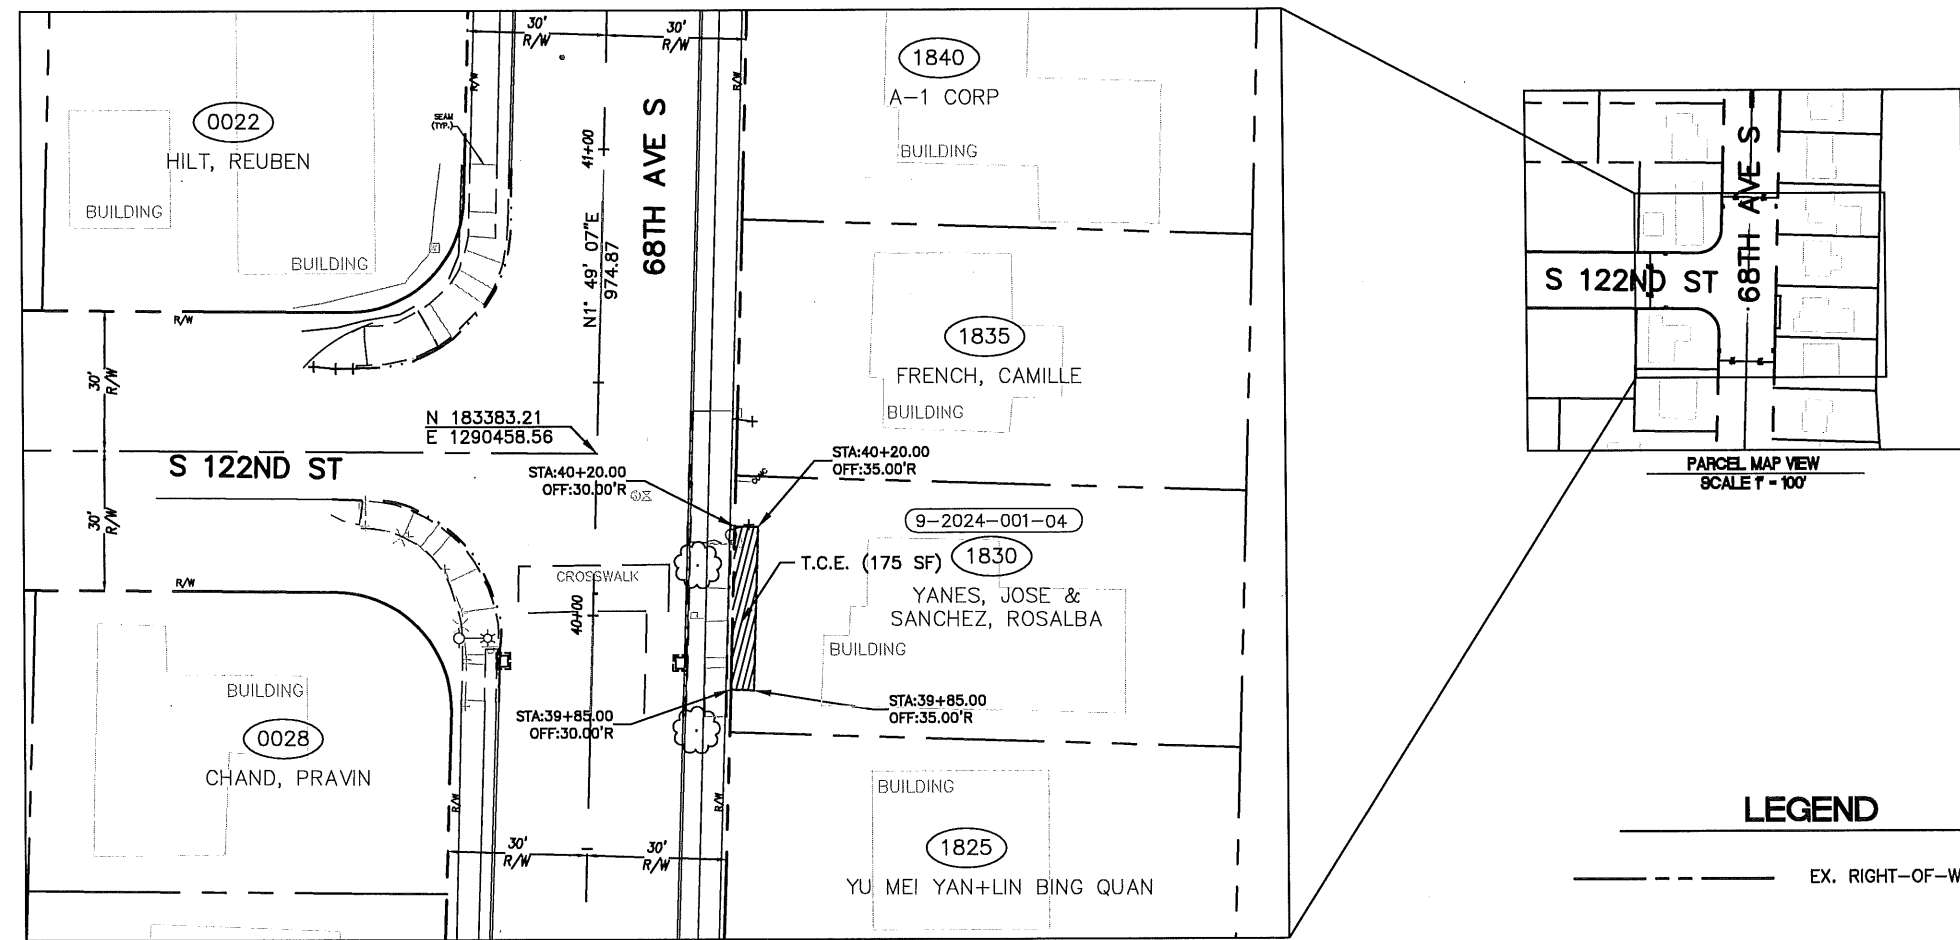 30'
R/W
30'
R/W
R/W
R/W
0022
HILT, REUBEN
BUILDING
BUILDING
SEAM
(TYP.)
41+00
N1° 49' 07"E
974.87
68TH AVE S
1840
A-1 CORP
BUILDING
R/W
30'
R/W
30'
R/W
N 183383.21
E 1290458.56
S 122ND ST
1835
FRENCH, CAMILLE
BUILDING
STA:40+20.00
OFF:30.00'R
STA:40+20.00
OFF:35.00'R
9-2024-001-04
1830
T.C.E. (175 SF)
YANES, JOSE &
SANCHEZ, ROSALBA
BUILDING
CROSSWALK
40+00
R/W
BUILDING
0028
CHAND, PRAVIN
STA:39+85.00
OFF:30.00'R
STA:39+85.00
OFF:35.00'R
R/W
R/W
30'
R/W
30'
R/W
BUILDING
1825
YU MEI YAN+LIN BING QUAN
68TH AVE S
S 122ND ST
PARCEL MAP VIEW
SCALE 1" = 100'
LEGEND
EX. RIGHT-OF-W